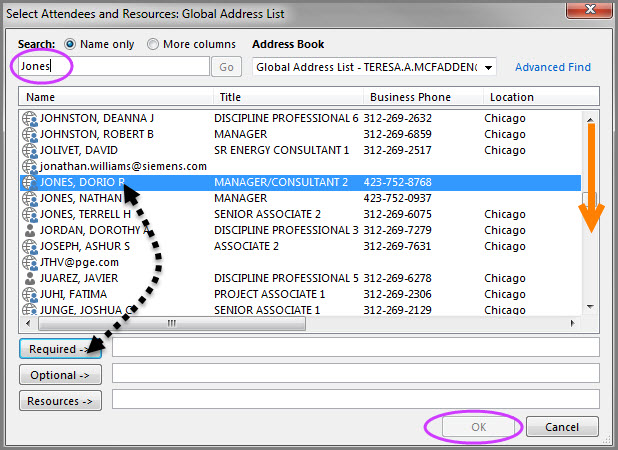 Select Attendees and Resources: Global Address List
Search: Name only More columns Address Book
Jones Go Global Address List - TERESA.A.MCFADDEN@ Advanced Find
Name Title Business Phone Location
JOHNSTON, DEANNA J DISCIPLINE PROFESSIONAL 6 312-269-2632 Chicago
JOHNSTON, ROBERT B MANAGER 312-269-6859 Chicago
JOLIVET, DAVID SR ENERGY CONSULTANT 1 312-269-2517 Chicago
jonathan.williams@siemens.com
JONES, DORIO R MANAGER/CONSULTANT 2 423-752-8768
JONES, NATHAN MANAGER 423-752-0937
JONES, TERRELL H SENIOR ASSOCIATE 2 312-269-6075 Chicago
JORDAN, DOROTHY A DISCIPLINE PROFESSIONAL 3 312-269-7279 Chicago
JOSEPH, ASHUR S ASSOCIATE 2 312-269-7631 Chicago
JTHV@pge.com
JUAREZ, JAVIER DISCIPLINE PROFESSIONAL 5 312-269-6278 Chicago
JUHI, FATIMA PROJECT ASSOCIATE 1 312-269-2306 Chicago
JUNGE, JOSHUA C SENIOR ASSOCIATE 1 312-269-2129 Chicago
Required ->
Optional ->
Resources ->
OK Cancel